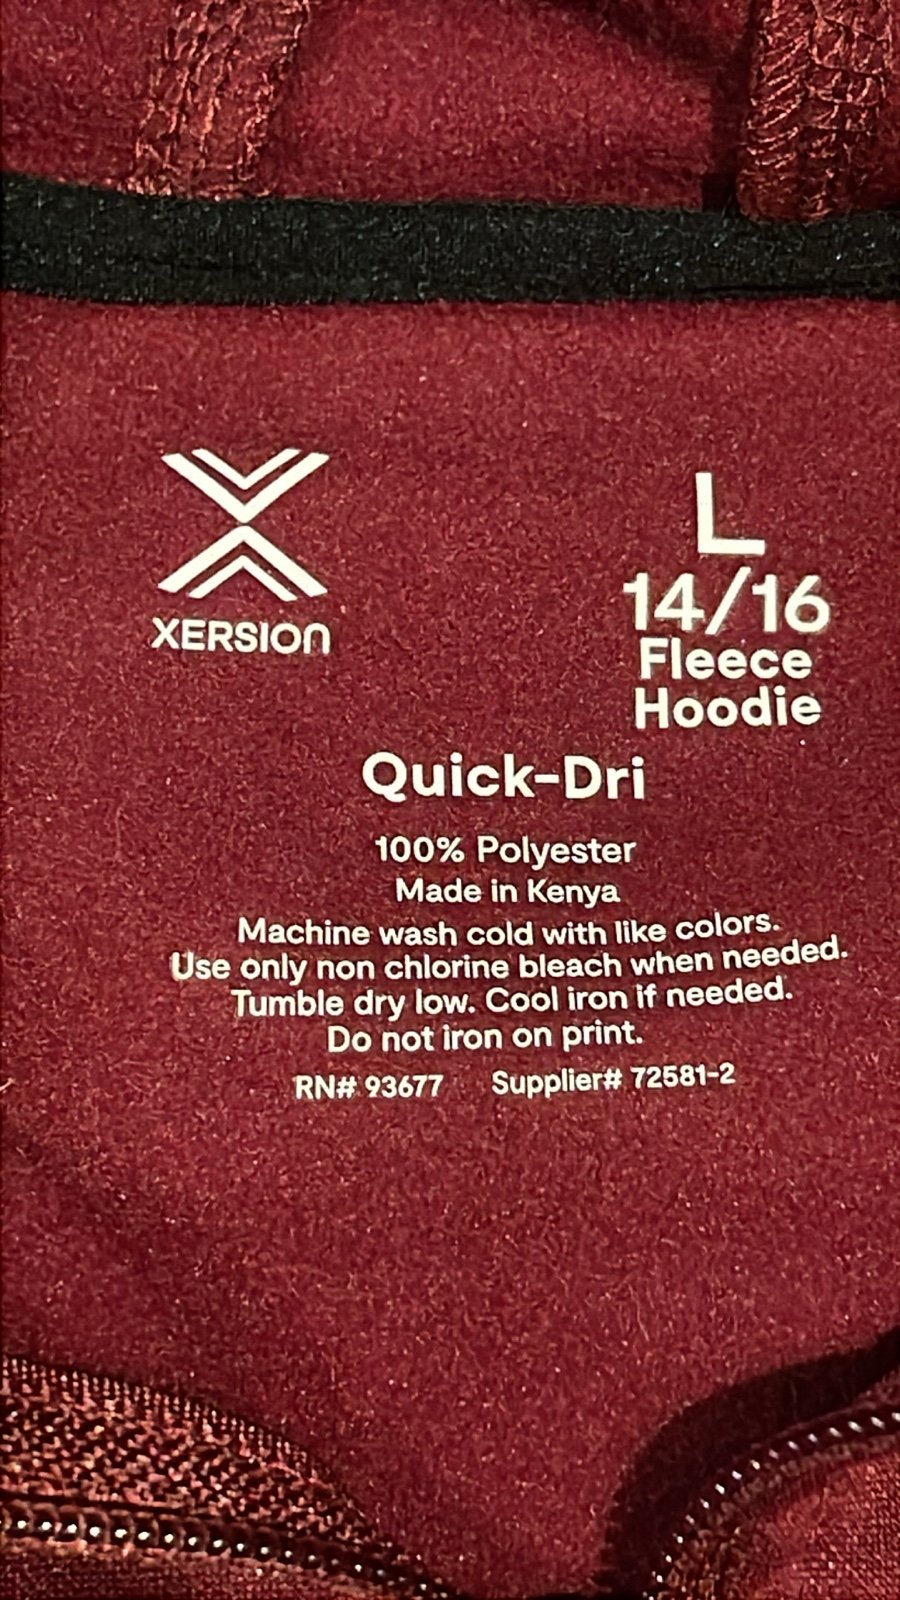 XERSION
L
14/16
Fleece
Hoodie
Quick-Dri
100% Polyester
Made in Kenya
Machine wash cold with like colors.
Use only non chlorine bleach when needed.
Tumble dry low. Cool iron if needed.
Do not iron on print.
RN# 93677 Supplier# 72581-2